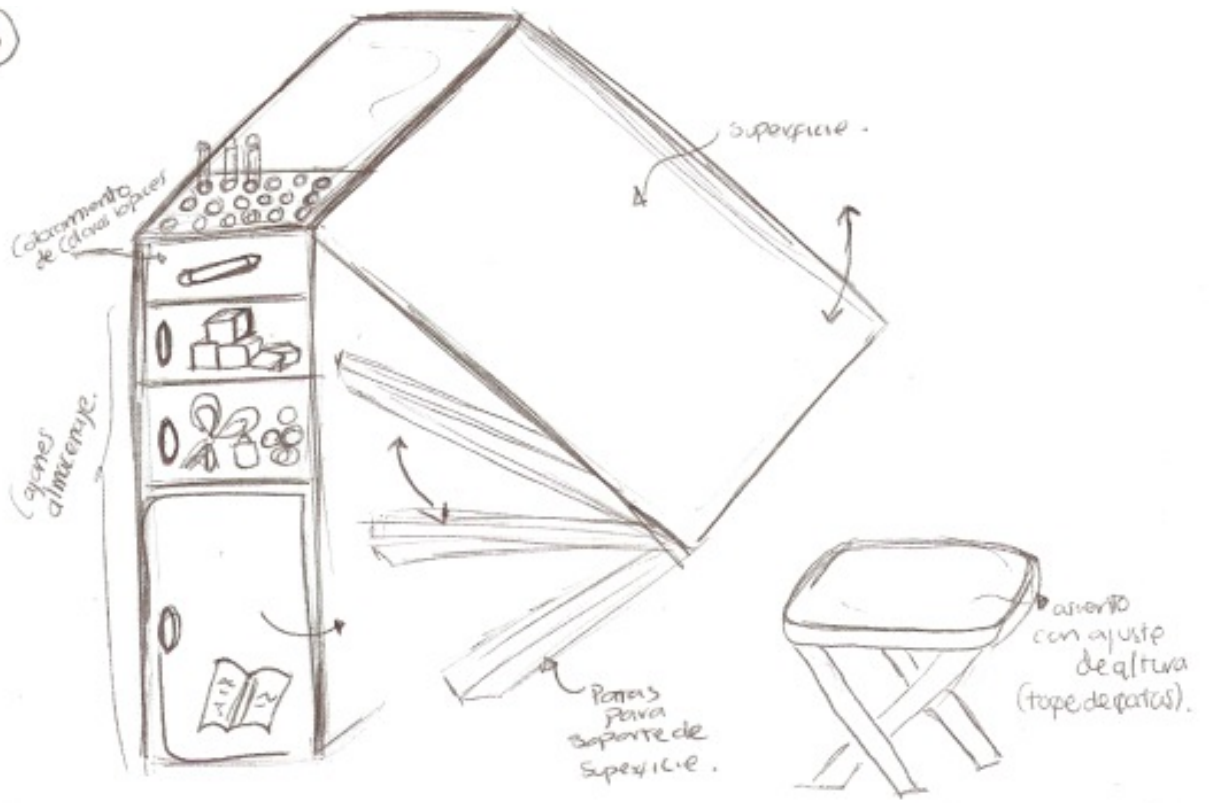 superficie.
Colocamiento
de Colores lapices
Cajones
almacenaje.
Patas
para
soporte de
superficie.
asiento
con ajuste
de altura
(tope de patas).